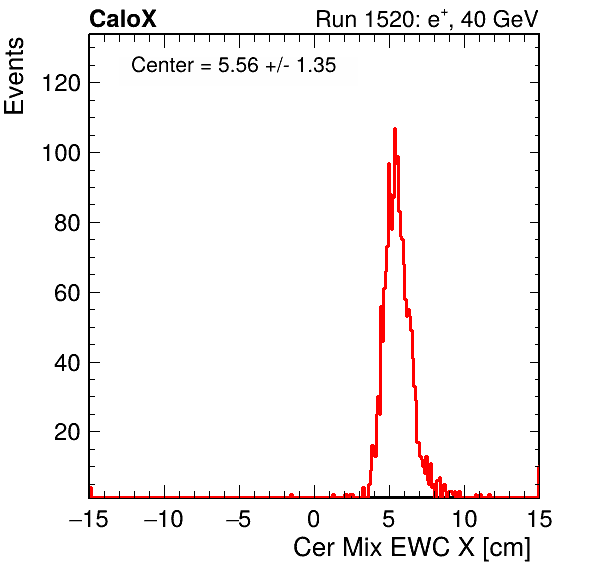 CaloX
Run 1520: e⁺, 40 GeV
Events
Center = 5.56 +/- 1.35
120
100
80
60
40
20
−15
−10
−5
0
5
10
15
Cer Mix EWC X [cm]